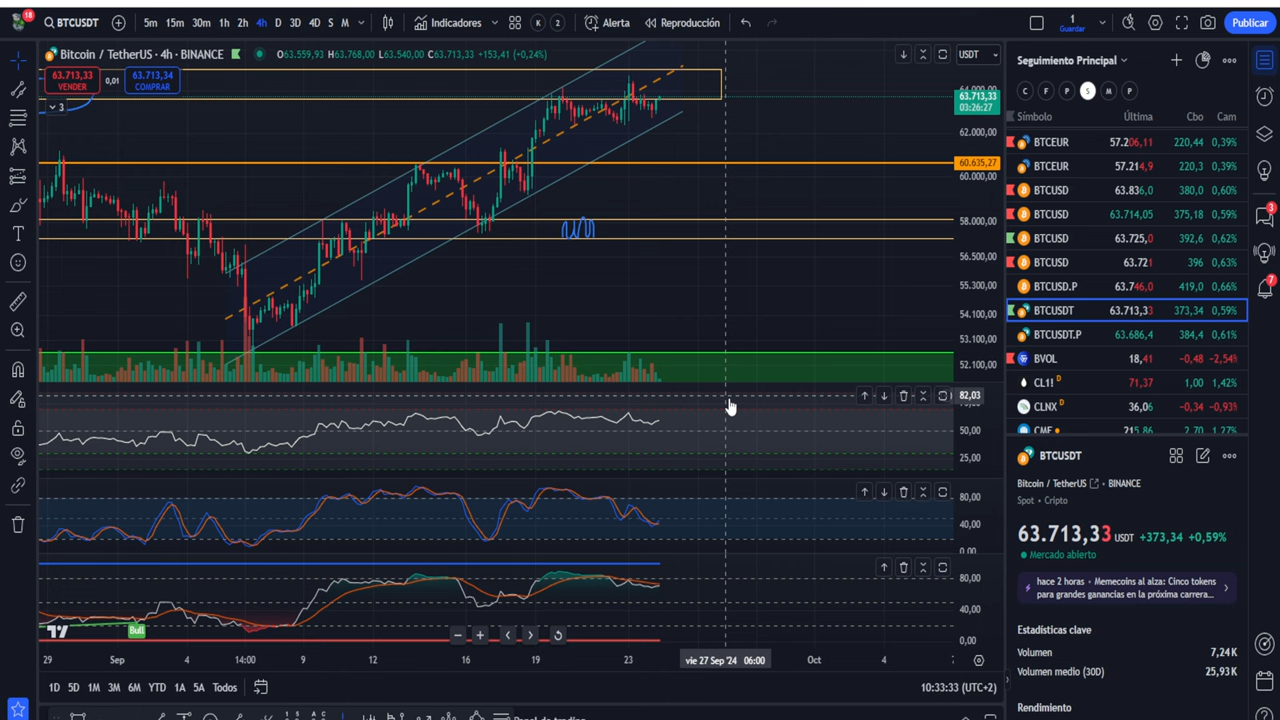 18 BTCUSDT 5m 15m 30m 1h 2h 4h D 3D 4D S M Indicadores K 2 Alerta Reproducción 1 Guardar Publicar
Bitcoin / TetherUS · 4h · BINANCE O63.559,93 H63.768,00 L63.540,00 C63.713,33 +153,41 (+0,24%) USDT
63.713,33 VENDER 0,01 63.713,34 COMPRAR
3
63.713,33
03:26:27
62.000,00
60.635,27
60.000,00
58.000,00
56.500,00
55.300,00
54.100,00
53.100,00
52.100,00
82,03
50,00
25,00
80,00
40,00
0,00
80,00
40,00
0,00
Bull
29 Sep 4 14:00 9 12 16 19 23 vie 27 Sep '24 06:00 Oct 4
1D 5D 1M 3M 6M YTD 1A 5A Todos 10:33:33 (UTC+2)
Seguimiento Principal
C F P S M P
Símbolo Última Cbo Cam
BTCEUR 57.206,11 220,44 0,39%
BTCEUR 57.214,9 220,3 0,39%
BTCUSD 63.836,0 380,0 0,60%
BTCUSD 63.714,05 375,18 0,59%
BTCUSD 63.725,0 392,6 0,62%
BTCUSD 63.721 396 0,63%
BTCUSD.P 63.746,0 419,0 0,66%
BTCUSDT 63.713,33 373,34 0,59%
BTCUSDT.P 63.686,4 384,4 0,61%
BVOL 18,41 −0,48 −2,54%
CL1! D 71,37 1,00 1,42%
CLNX D 36,06 −0,34 −0,93%
CME 215,86 2,70 1,27%
BTCUSDT
Bitcoin / TetherUS · BINANCE
Spot · Cripto
63.713,33 USDT +373,34 +0,59%
Mercado abierto
hace 2 horas · Memecoins al alza: Cinco tokens
para grandes ganancias en la próxima carrera...
Estadísticas clave
Volumen 7,24K
Volumen medio (30D) 25,93K
Rendimiento
3
7